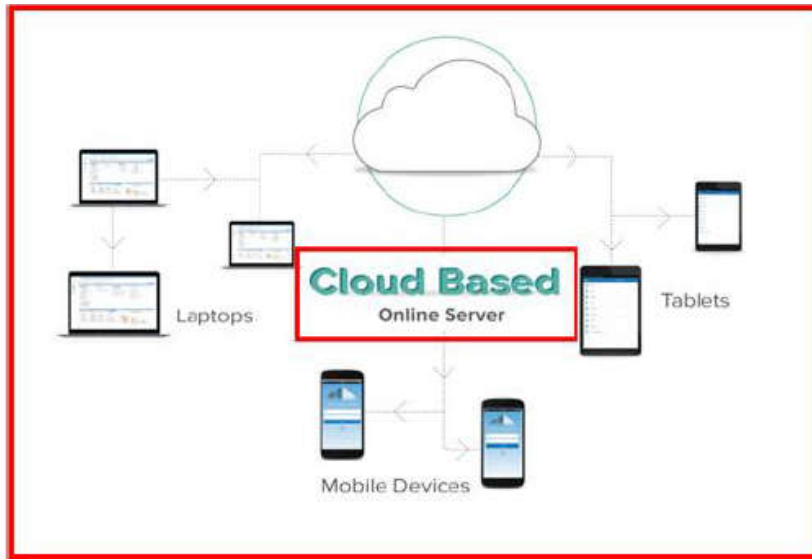 Cloud Based
Online Server
Laptops
Tablets
Mobile Devices